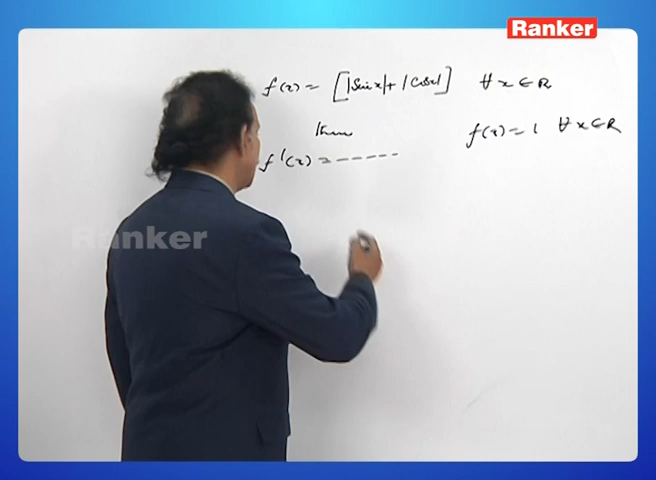 Ranker
f(x) = [|Sin x| + |Cos x|] ∀ x ∈ R
then f(x) = 1 ∀ x ∈ R
f'(x) = -----
Ranker